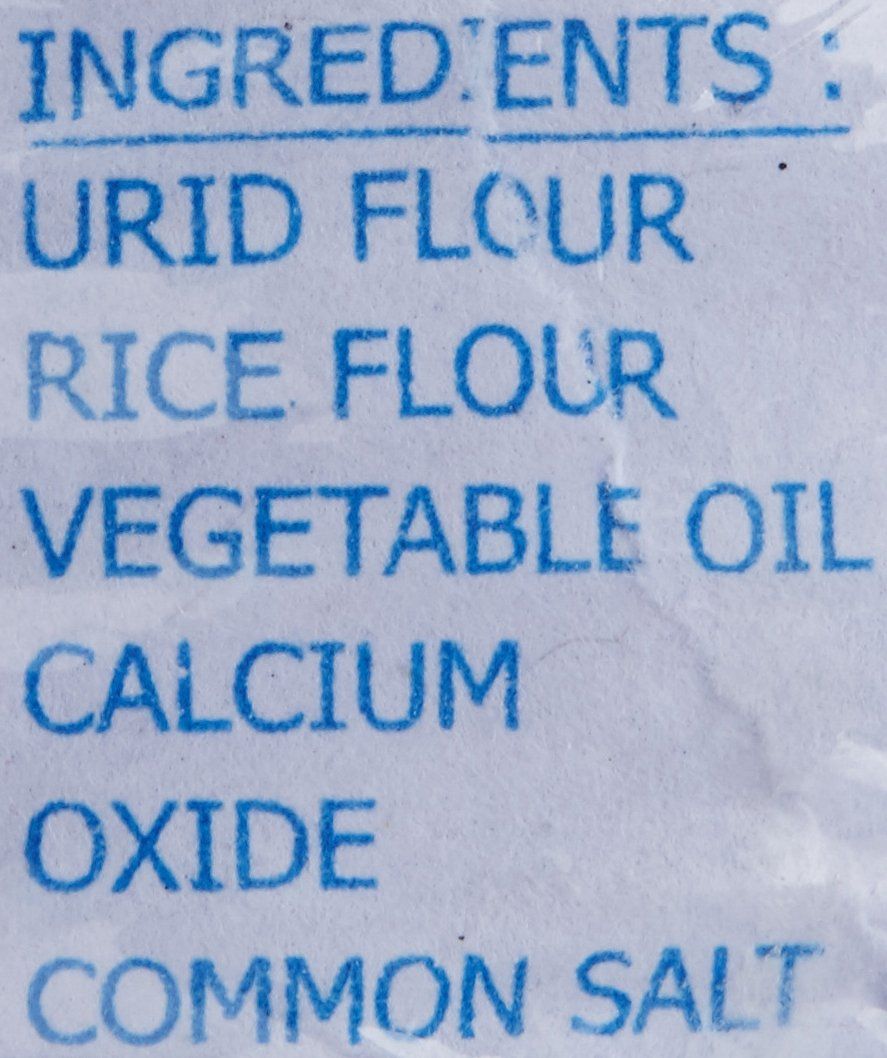 INGREDIENTS :
URID FLOUR
RICE FLOUR
VEGETABLE OIL
CALCIUM
OXIDE
COMMON SALT